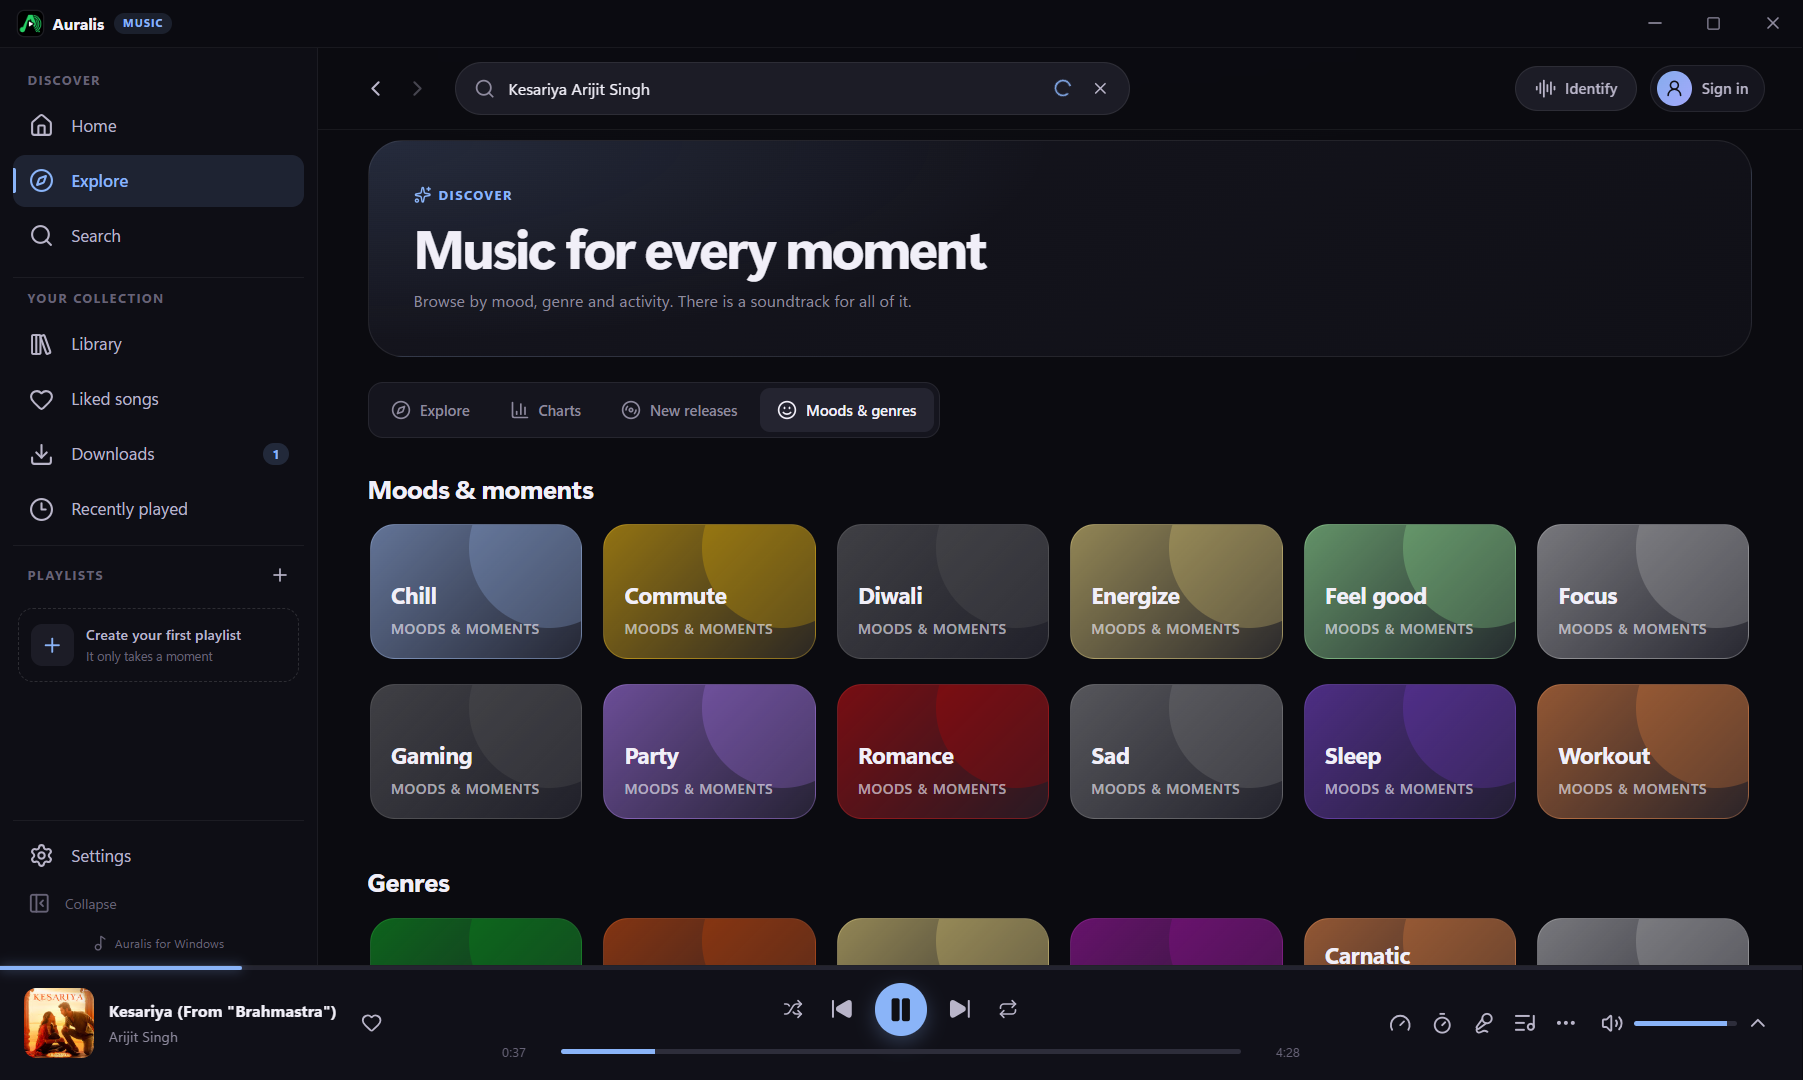 Auralis MUSIC
DISCOVER
Home
Explore
Search
YOUR COLLECTION
Library
Liked songs
Downloads 1
Recently played
PLAYLISTS
Create your first playlist
It only takes a moment
Settings
Collapse
Auralis for Windows
Kesariya Arijit Singh
Identify
Sign in
DISCOVER
Music for every moment
Browse by mood, genre and activity. There is a soundtrack for all of it.
Explore Charts New releases Moods & genres
Moods & moments
Chill
MOODS & MOMENTS
Commute
MOODS & MOMENTS
Diwali
MOODS & MOMENTS
Energize
MOODS & MOMENTS
Feel good
MOODS & MOMENTS
Focus
MOODS & MOMENTS
Gaming
MOODS & MOMENTS
Party
MOODS & MOMENTS
Romance
MOODS & MOMENTS
Sad
MOODS & MOMENTS
Sleep
MOODS & MOMENTS
Workout
MOODS & MOMENTS
Genres
Carnatic
KESARIYA
Kesariya (From "Brahmastra")
Arijit Singh
0:37
4:28